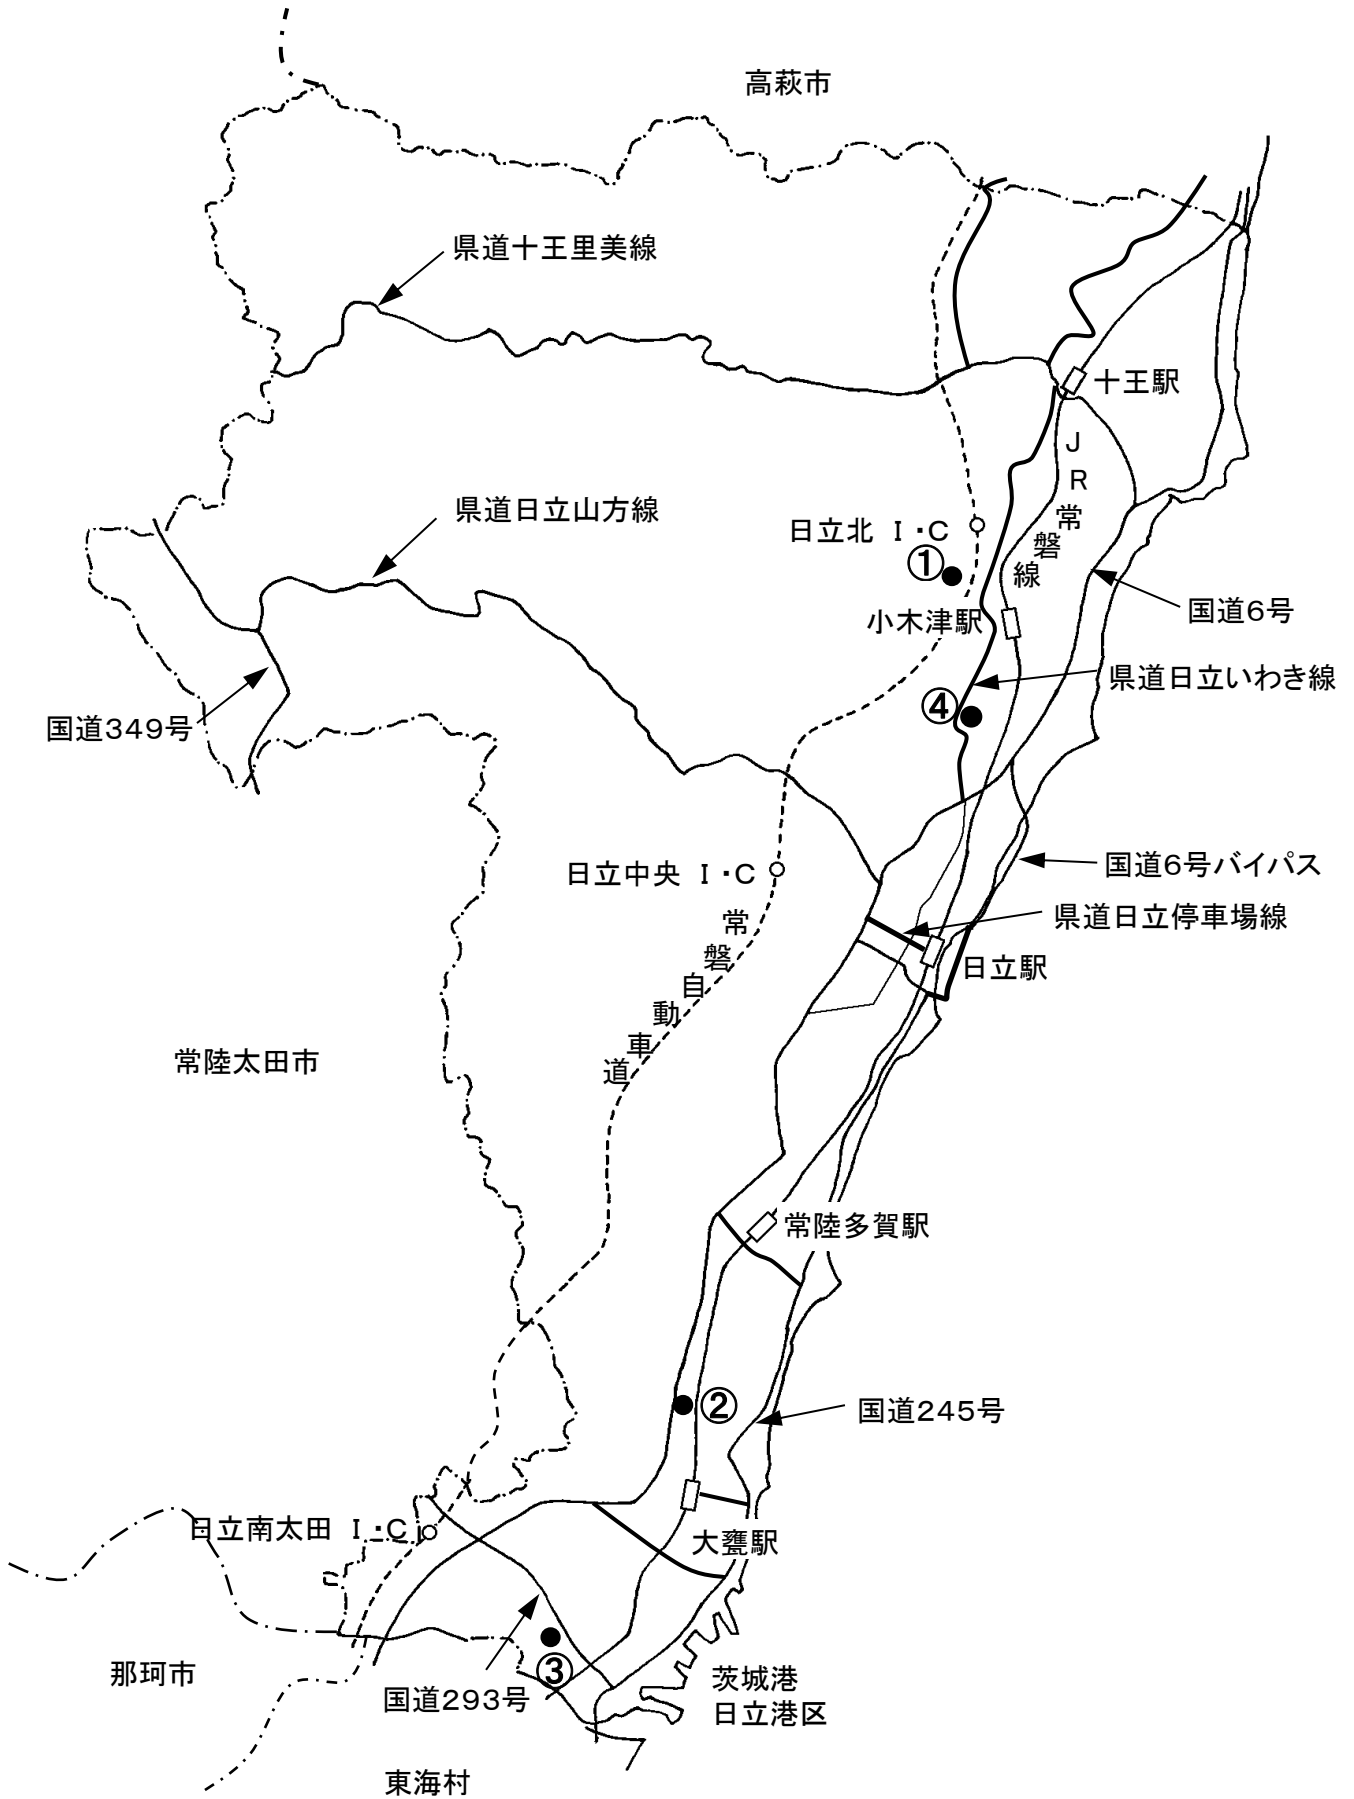 高萩市
県道十王里美線
十王駅
JR常磐線
県道日立山方線
日立北 I・C
①
国道6号
小木津駅
県道日立いわき線
④
国道349号
日立中央 I・C
国道6号バイパス
県道日立停車場線
常磐自動車道
日立駅
常陸太田市
常陸多賀駅
②
国道245号
日立南太田 I・C
大甕駅
③
那珂市
国道293号
茨城港
日立港区
東海村